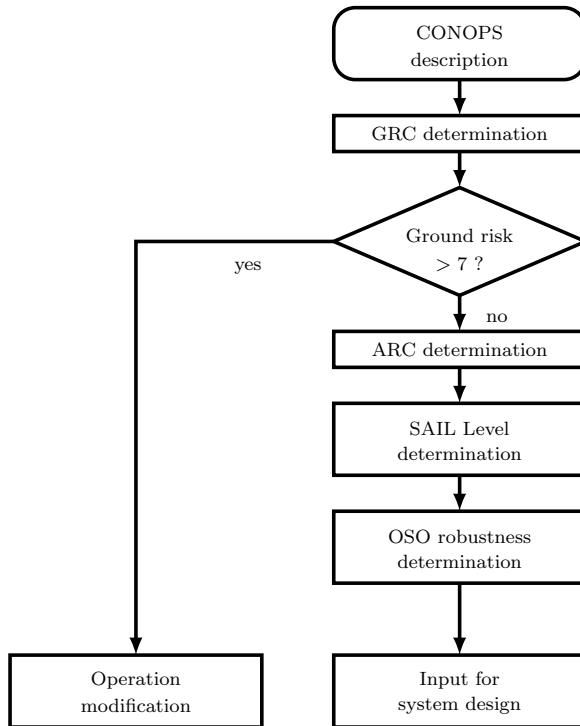 CONOPS
description
GRC determination
Ground risk
> 7 ?
yes
no
ARC determination
SAIL Level
determination
OSO robustness
determination
Operation
modification
Input for
system design